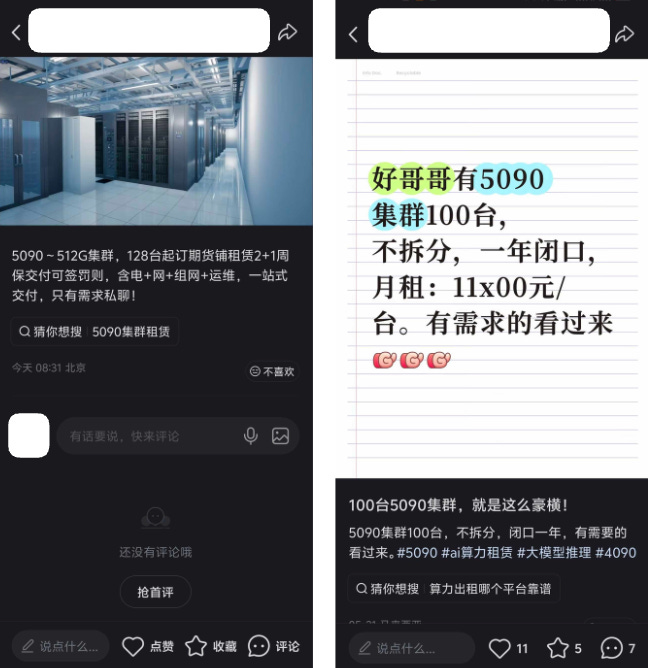 5090～512G集群，128台起订期货铺租赁2+1周
保交付可签罚则，含电+网+组网+运维，一站式
交付，只有需求私聊！
猜你想搜 5090集群租赁
今天 08:31 北京
不喜欢
有话要说，快来评论
还没有评论哦
抢首评
说点什么...
点赞
收藏
评论
好哥哥有5090
集群100台，
不拆分，一年闭口，
月租：11x00元/
台。有需求的看过来
100台5090集群，就是这么豪横！
5090集群100台，不拆分，闭口一年，有需要的
看过来。#5090 #ai算力租赁 #大模型推理 #4090
猜你想搜 算力出租哪个平台靠谱
说点什么...
11
5
7